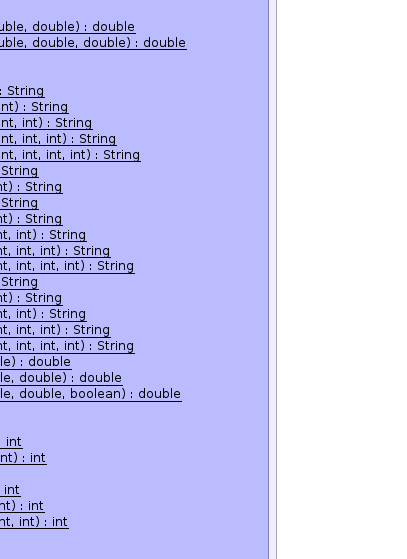 uble, double) : double
uble, double, double) : double
: String
int) : String
nt, int) : String
nt, int, int) : String
nt, int, int, int) : String
String
nt) : String
String
nt) : String
nt, int) : String
nt, int, int) : String
nt, int, int, int) : String
String
nt) : String
nt, int) : String
nt, int, int) : String
nt, int, int, int) : String
le) : double
le, double) : double
le, double, boolean) : double
int
int) : int
int
nt) : int
nt, int) : int